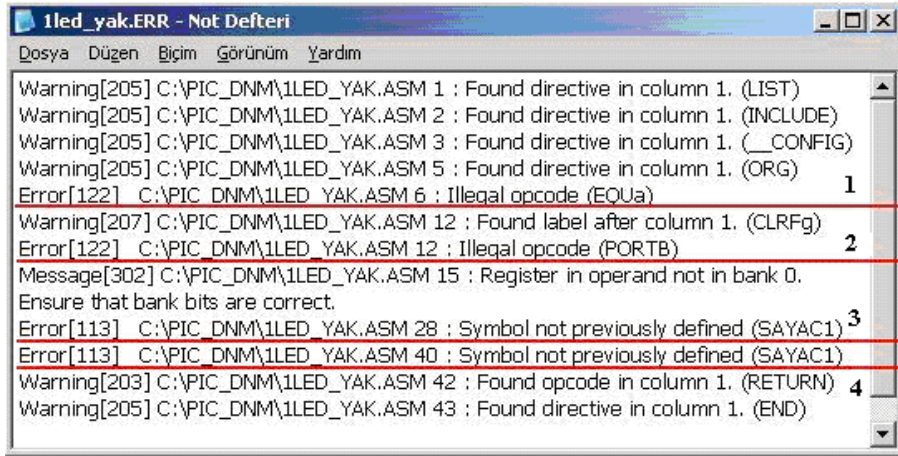 1led_yak.ERR - Not Defteri
Dosya Düzen Biçim Görünüm Yardım
Warning[205] C:\PIC_DNM\1LED_YAK.ASM 1 : Found directive in column 1. (LIST)
Warning[205] C:\PIC_DNM\1LED_YAK.ASM 2 : Found directive in column 1. (INCLUDE)
Warning[205] C:\PIC_DNM\1LED_YAK.ASM 3 : Found directive in column 1. (__CONFIG)
Warning[205] C:\PIC_DNM\1LED_YAK.ASM 5 : Found directive in column 1. (ORG)
Error[122] C:\PIC_DNM\1LED_YAK.ASM 6 : Illegal opcode (EQUa) 1
Warning[207] C:\PIC_DNM\1LED_YAK.ASM 12 : Found label after column 1. (CLRFg)
Error[122] C:\PIC_DNM\1LED_YAK.ASM 12 : Illegal opcode (PORTB) 2
Message[302] C:\PIC_DNM\1LED_YAK.ASM 15 : Register in operand not in bank 0.
Ensure that bank bits are correct.
Error[113] C:\PIC_DNM\1LED_YAK.ASM 28 : Symbol not previously defined (SAYAC1) 3
Error[113] C:\PIC_DNM\1LED_YAK.ASM 40 : Symbol not previously defined (SAYAC1)
Warning[203] C:\PIC_DNM\1LED_YAK.ASM 42 : Found opcode in column 1. (RETURN) 4
Warning[205] C:\PIC_DNM\1LED_YAK.ASM 43 : Found directive in column 1. (END)